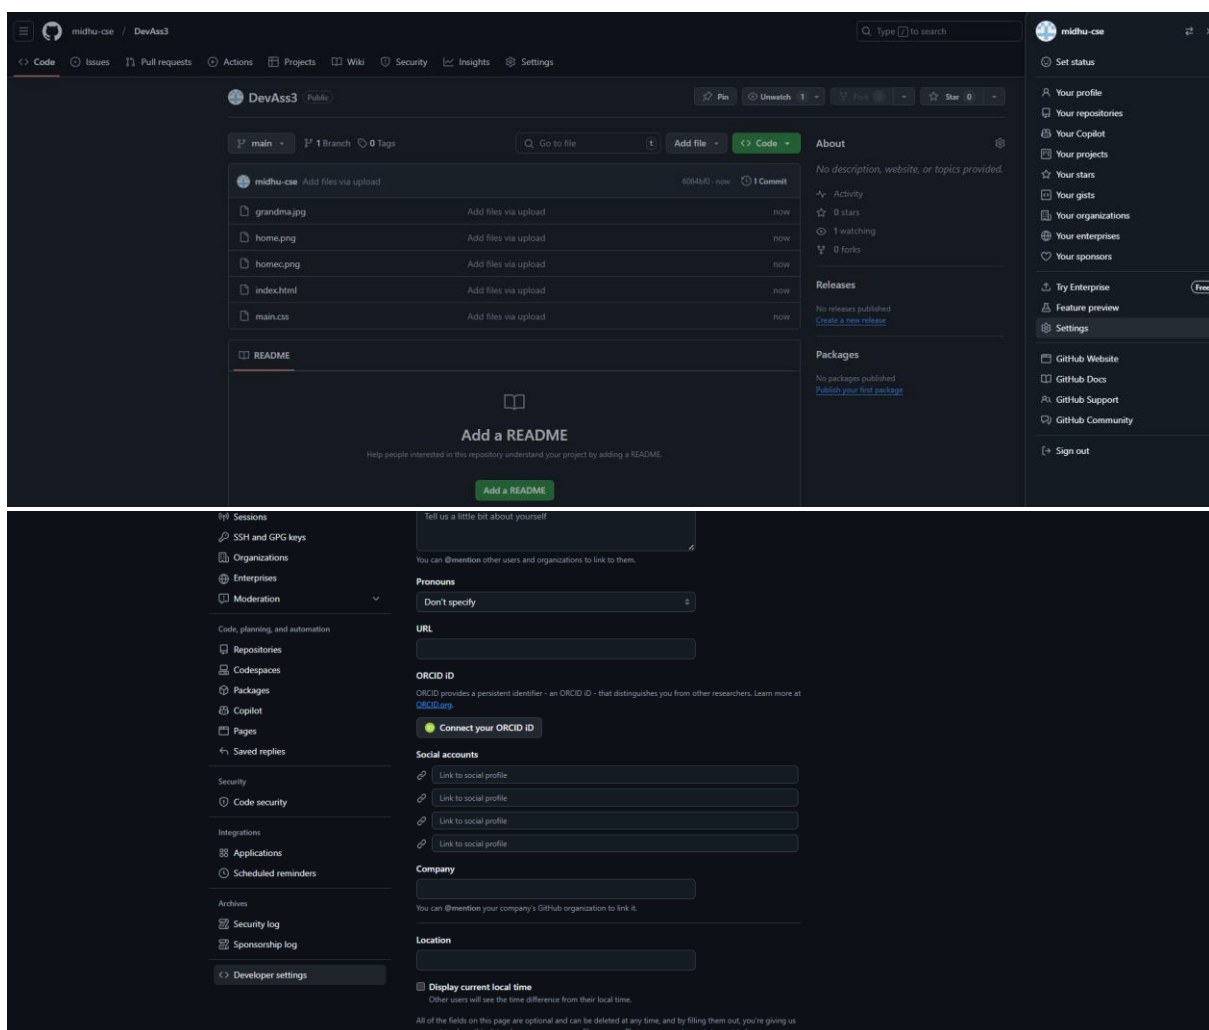 midhu-cse / DevAss3
Type / to search
Code Issues Pull requests Actions Projects Wiki Security Insights Settings
DevAss3 Public
Pin Unwatch 1 Fork Star 0
main 1 Branch 0 Tags
Go to file t Add file Code
midhu-cse Add files via upload 6064bf0 · now 1 Commit
grandma.jpg Add files via upload now
home.png Add files via upload now
homec.png Add files via upload now
index.html Add files via upload now
main.css Add files via upload now
README
Add a README
Help people interested in this repository understand your project by adding a README.
Add a README
About
No description, website, or topics provided.
Activity
0 stars
1 watching
0 forks
Releases
No releases published
Create a new release
Packages
No packages published
Publish your first package
midhu-cse
Set status
Your profile
Your repositories
Your Copilot
Your projects
Your stars
Your gists
Your organizations
Your enterprises
Your sponsors
Try Enterprise Free
Feature preview
Settings
GitHub Website
GitHub Docs
GitHub Support
GitHub Community
Sign out
Sessions
SSH and GPG keys
Organizations
Enterprises
Moderation
Code, planning, and automation
Repositories
Codespaces
Packages
Copilot
Pages
Saved replies
Security
Code security
Integrations
Applications
Scheduled reminders
Archives
Security log
Sponsorship log
Developer settings
Tell us a little bit about yourself
You can @mention other users and organizations to link to them.
Pronouns
Don't specify
URL
ORCID iD
ORCID provides a persistent identifier - an ORCID iD - that distinguishes you from other researchers. Learn more at
ORCID.org.
Connect your ORCID iD
Social accounts
Link to social profile
Link to social profile
Link to social profile
Link to social profile
Company
You can @mention your company's GitHub organization to link it.
Location
Display current local time
Other users will see the time difference from their local time.
All of the fields on this page are optional and can be deleted at any time, and by filling them out, you're giving us